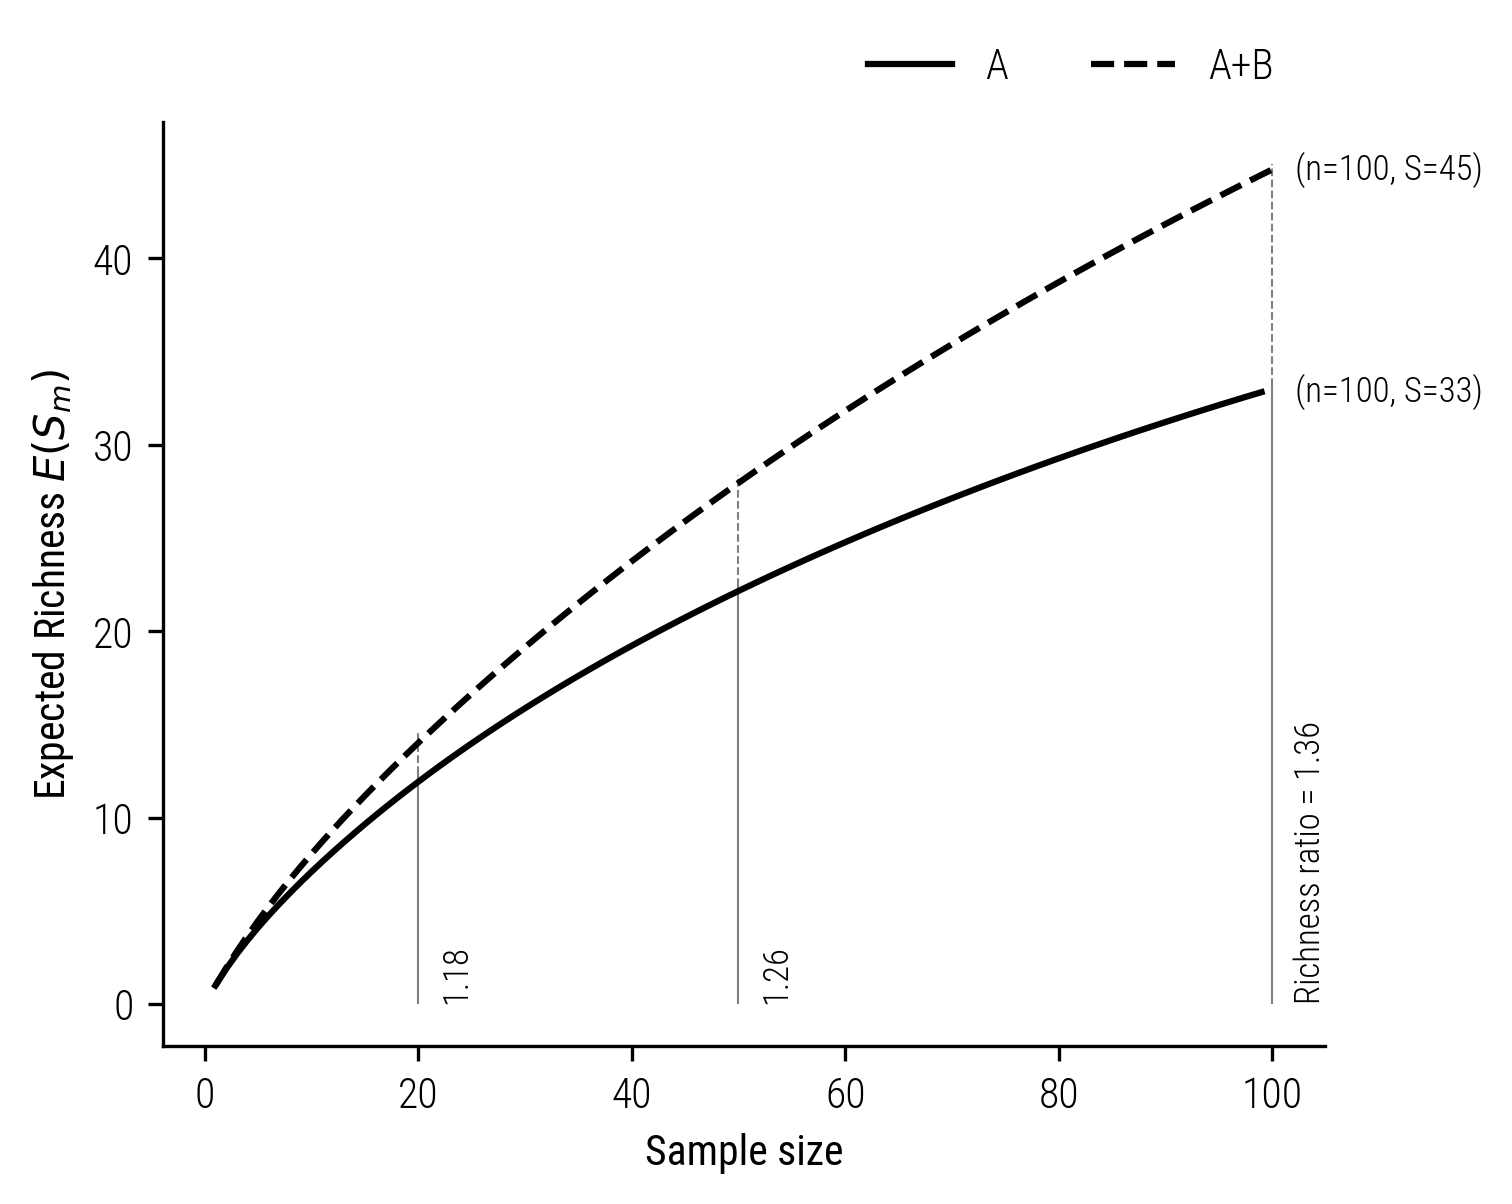 A
A+B
Expected Richness E(Sm)
40
30
20
10
0
(n=100, S=45)
(n=100, S=33)
1.18
1.26
Richness ratio = 1.36
0
20
40
60
80
100
Sample size